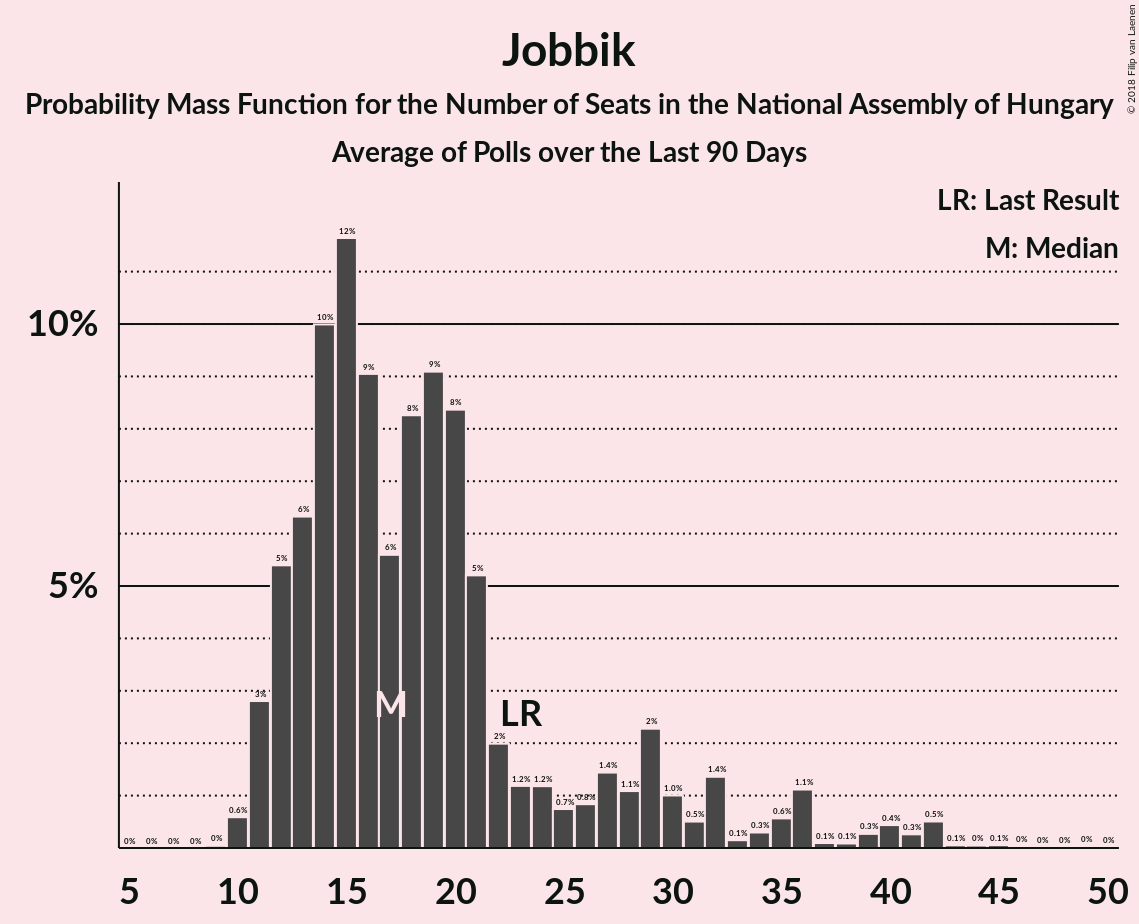 © 2018 Filip van Laenen
Jobbik
Probability Mass Function for the Number of Seats in the National Assembly of Hungary
Average of Polls over the Last 90 Days
LR: Last Result
M: Median
10%
5%
0% 0% 0% 0% 0% 0.6% 3% 5% 6% 10% 12% 9% 6% 8% 9% 8% 5% 2% 1.2% 1.2% 0.7% 0.8% 1.4% 1.1% 2% 1.0% 0.5% 1.4% 0.1% 0.3% 0.6% 1.1% 0.1% 0.1% 0.3% 0.4% 0.3% 0.5% 0.1% 0% 0.1% 0% 0% 0% 0% 0%
M
LR
5 10 15 20 25 30 35 40 45 50